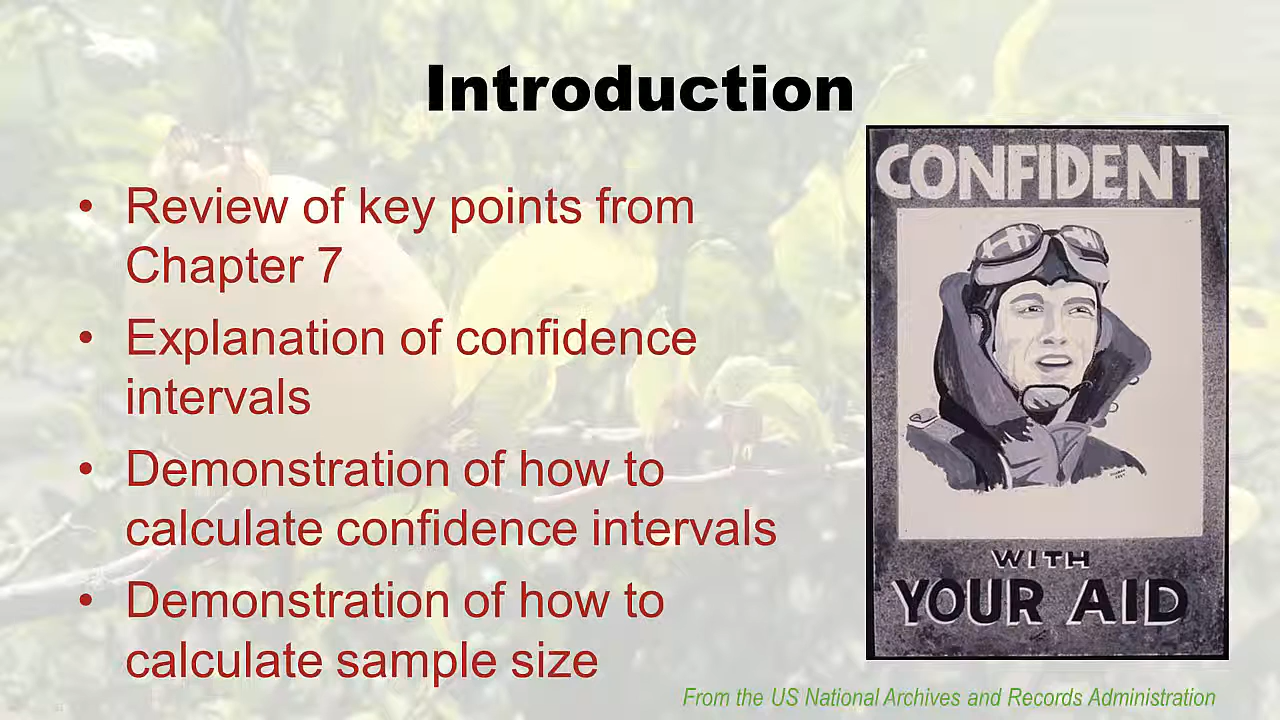 Introduction
• Review of key points from
Chapter 7
• Explanation of confidence
intervals
• Demonstration of how to
calculate confidence intervals
• Demonstration of how to
calculate sample size
CONFIDENT
WITH
YOUR AID
From the US National Archives and Records Administration